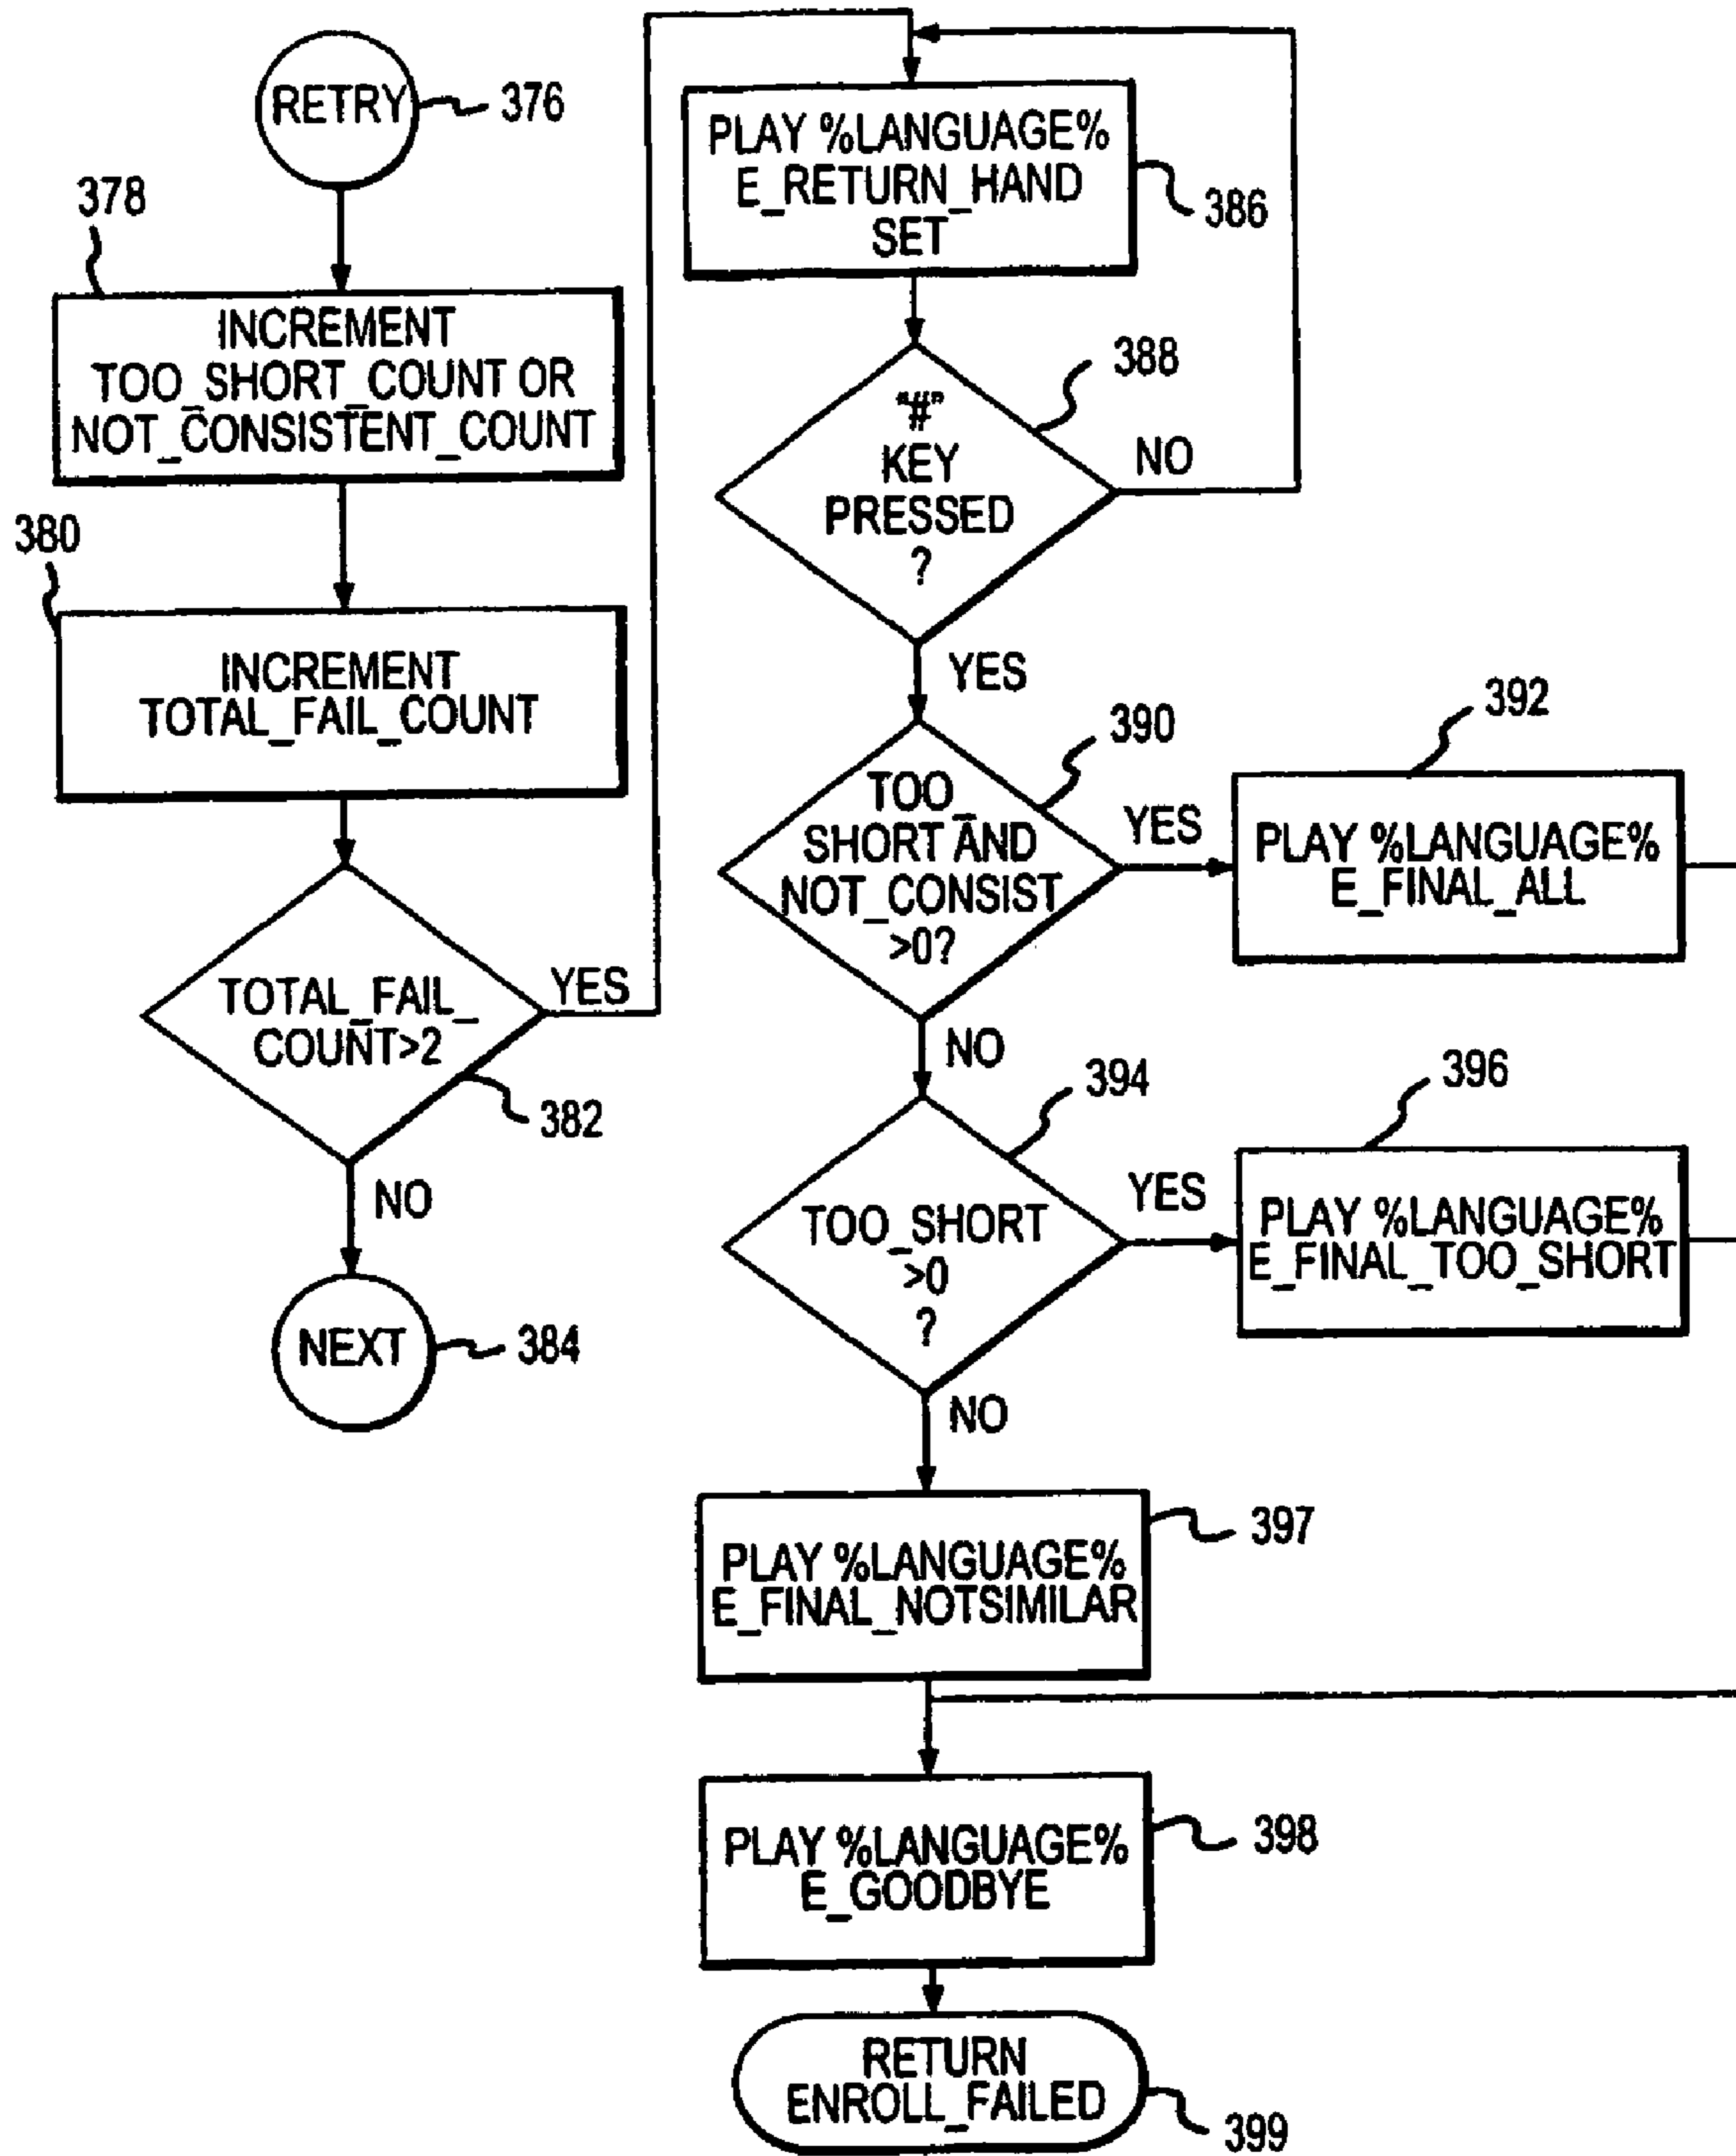 RETRY
376
378
INCREMENT
TOO_SHORT_COUNT OR
NOT_CONSISTENT_COUNT
380
INCREMENT
TOTAL_FAIL_COUNT
TOTAL_FAIL_
COUNT>2
YES
382
NO
NEXT
384
PLAY %LANGUAGE%
E_RETURN_HAND
SET
386
"#"
KEY
PRESSED
?
388
NO
YES
390
TOO_
SHORT AND
NOT_CONSIST
>0?
YES
392
PLAY %LANGUAGE%
E_FINAL_ALL
NO
394
TOO_SHORT
>0
?
YES
396
PLAY %LANGUAGE%
E_FINAL_TOO_SHORT
NO
397
PLAY %LANGUAGE%
E_FINAL_NOTSIMILAR
PLAY %LANGUAGE%
E_GOODBYE
398
RETURN
ENROLL_FAILED
399